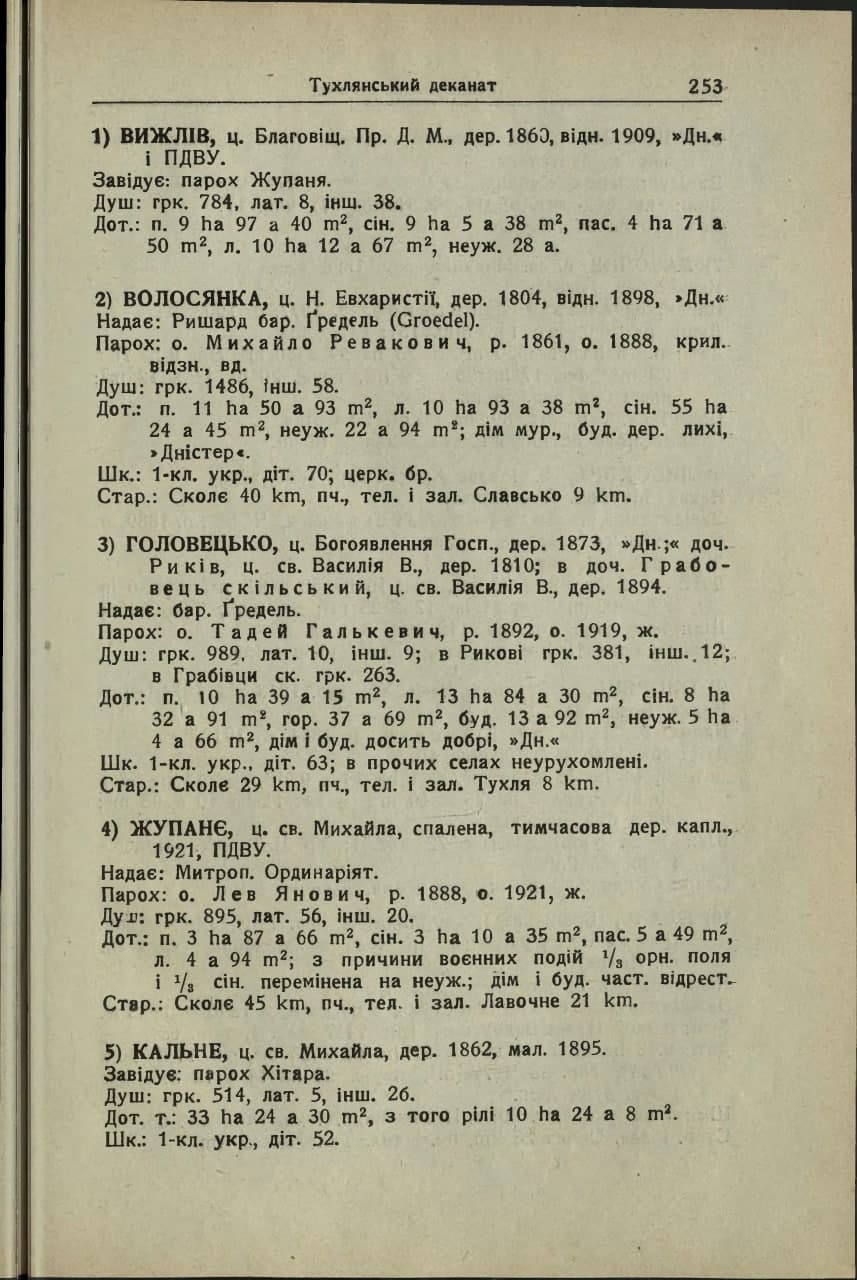 Тухлянський деканат 253
1) ВИЖЛІВ, ц. Благовіщ. Пр. Д. М., дер. 1860, відн. 1909, »Дн.«
і ПДВУ.
Завідує: парох Жупаня.
Душ: грк. 784, лат. 8, інш. 38.
Дот.: п. 9 ha 97 a 40 m², сін. 9 ha 5 a 38 m², пас. 4 ha 71 a
50 m², л. 10 ha 12 a 67 m², неуж. 28 a.
2) ВОЛОСЯНКА, ц. Н. Евхаристії, дер. 1804, відн. 1898, »Дн.«
Надає: Ришард бар. Ґредель (Groedel).
Парох: о. Михайло Ревакович, р. 1861, о. 1888, крил.
відзн., вд.
Душ: грк. 1486, інш. 58.
Дот.: п. 11 ha 50 a 93 m², л. 10 ha 93 a 38 m², сін. 55 ha
24 a 45 m², неуж. 22 a 94 m²; дім мур., буд. дер. лихі,
»Дністер«.
Шк.: 1-кл. укр., діт. 70; церк. бр.
Стар.: Сколє 40 km, пч., тел. і зал. Славсько 9 km.
3) ГОЛОВЕЦЬКО, ц. Богоявлення Госп., дер. 1873, »Дн.;« доч.
Риків, ц. св. Василія В., дер. 1810; в доч. Грабо-
вець скільський, ц. св. Василія В., дер. 1894.
Надає: бар. Ґредель.
Парох: о. Тадей Галькевич, р. 1892, о. 1919, ж.
Душ: грк. 989, лат. 10, інш. 9; в Рикові грк. 381, інш. 12;
в Грабівци ск. грк. 263.
Дот.: п. 10 ha 39 a 15 m², л. 13 ha 84 a 30 m², сін. 8 ha
32 a 91 m², гор. 37 a 69 m², буд. 13 a 92 m², неуж. 5 ha
4 a 66 m², дім і буд. досить добрі, »Дн.«
Шк. 1-кл. укр., діт. 63; в прочих селах неурухомлені.
Стар.: Сколє 29 km, пч., тел. і зал. Тухля 8 km.
4) ЖУПАНЄ, ц. св. Михайла, спалена, тимчасова дер. капл.,
1921, ПДВУ.
Надає: Митроп. Ординаріят.
Парох: о. Лев Янович, р. 1888, о. 1921, ж.
Душ: грк. 895, лат. 56, інш. 20.
Дот.: п. 3 ha 87 a 66 m², сін. 3 ha 10 a 35 m², пас. 5 a 49 m²,
л. 4 a 94 m²; з причини воєнних подій ⅓ орн. поля
і ⅓ сін. перемінена на неуж.; дім і буд. част. відрест.
Стар.: Сколє 45 km, пч., тел. і зал. Лавочне 21 km.
5) КАЛЬНЕ, ц. св. Михайла, дер. 1862, мал. 1895.
Завідує: парох Хітара.
Душ: грк. 514, лат. 5, інш. 26.
Дот. т.: 33 ha 24 a 30 m², з того рілі 10 ha 24 a 8 m².
Шк.: 1-кл. укр., діт. 52.